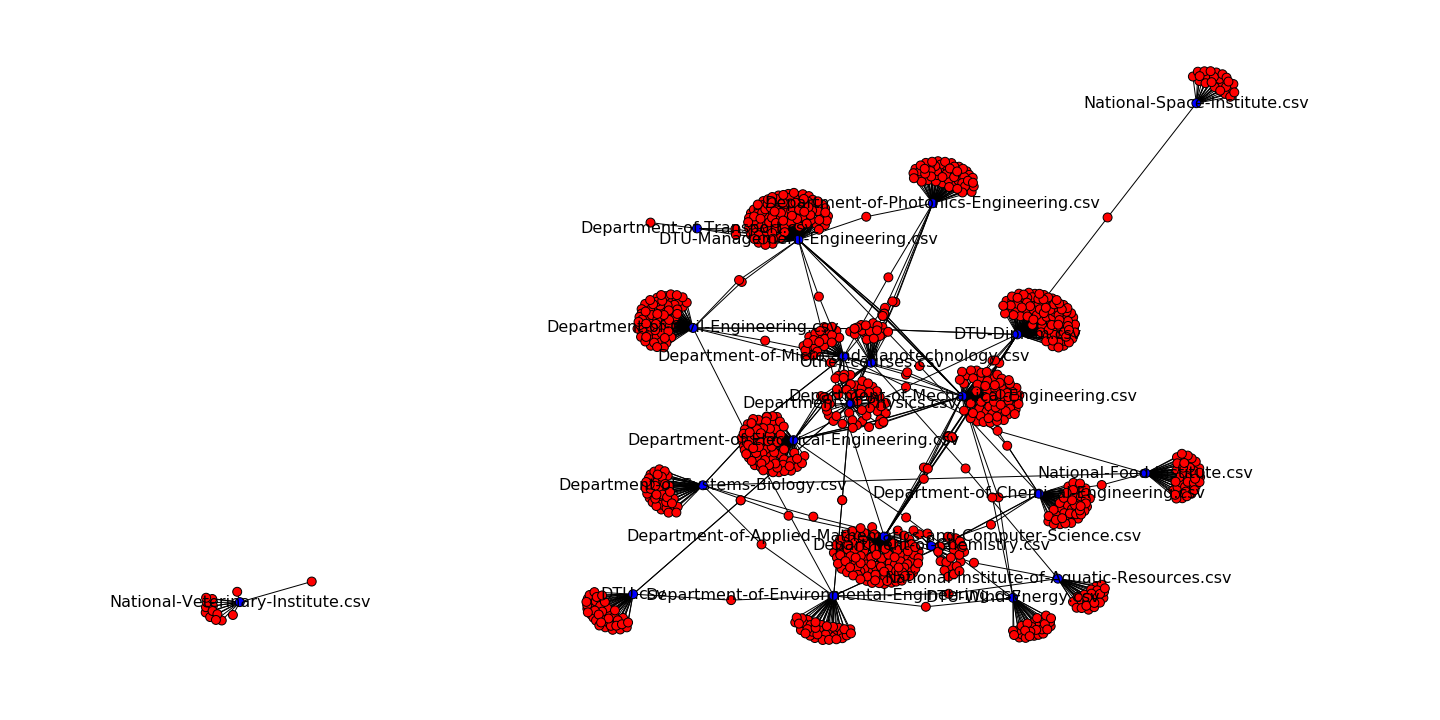 National-Space-Institute.csv
Department-of-Photonics-Engineering.csv
Department-of-Transport.csv
DTU-Management-Engineering.csv
Department-of-Civil-Engineering.csv
Department-of-Micro-and-Nanotechnology.csv
Other-courses.csv
Department-of-Mechanical-Engineering.csv
Department-of-Physics.csv
Department-of-Electrical-Engineering.csv
National-Food-Institute.csv
Department-of-Systems-Biology.csv
Department-of-Chemical-Engineering.csv
Department-of-Applied-Mathematics-and-Computer-Science.csv
Department-of-Chemistry.csv
National-Institute-of-Aquatic-Resources.csv
DTU.csv
Department-of-Environmental-Engineering.csv
DTU-Wind-Energy.csv
National-Veterinary-Institute.csv